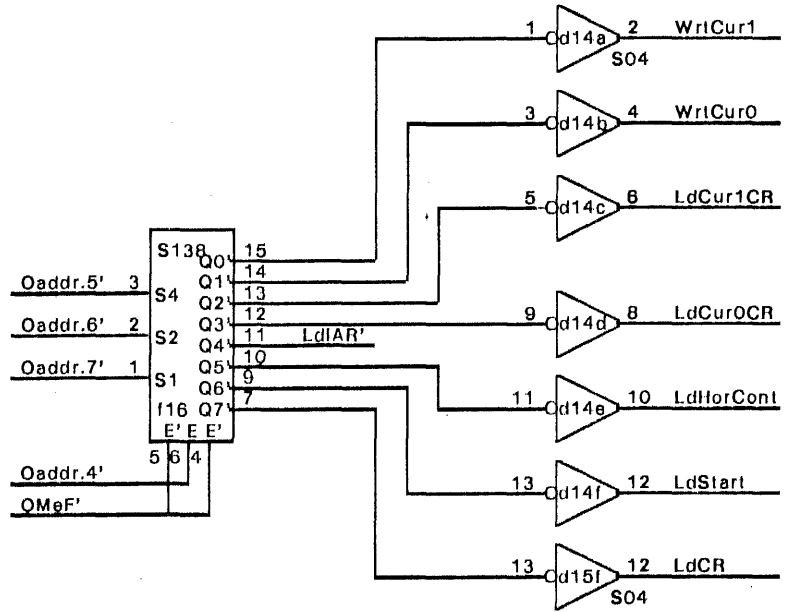 1 d14a 2 WrtCur1
S04
3 d14b 4 WrtCur0
5 d14c 6 LdCur1CR
S138
Q0' 15
Q1' 14
Oaddr.5' 3 S4 Q2' 13
Q3' 12 9 d14d 8 LdCur0CR
Oaddr.6' 2 S2 Q4' 11 LdIAR'
Q5' 10
Oaddr.7' 1 S1 Q6' 9
f16 Q7' 7 11 d14e 10 LdHorCont
E' E E'
5 6 4
Oaddr.4' 13 d14f 12 LdStart
QMeF'
13 d15f 12 LdCR
S04